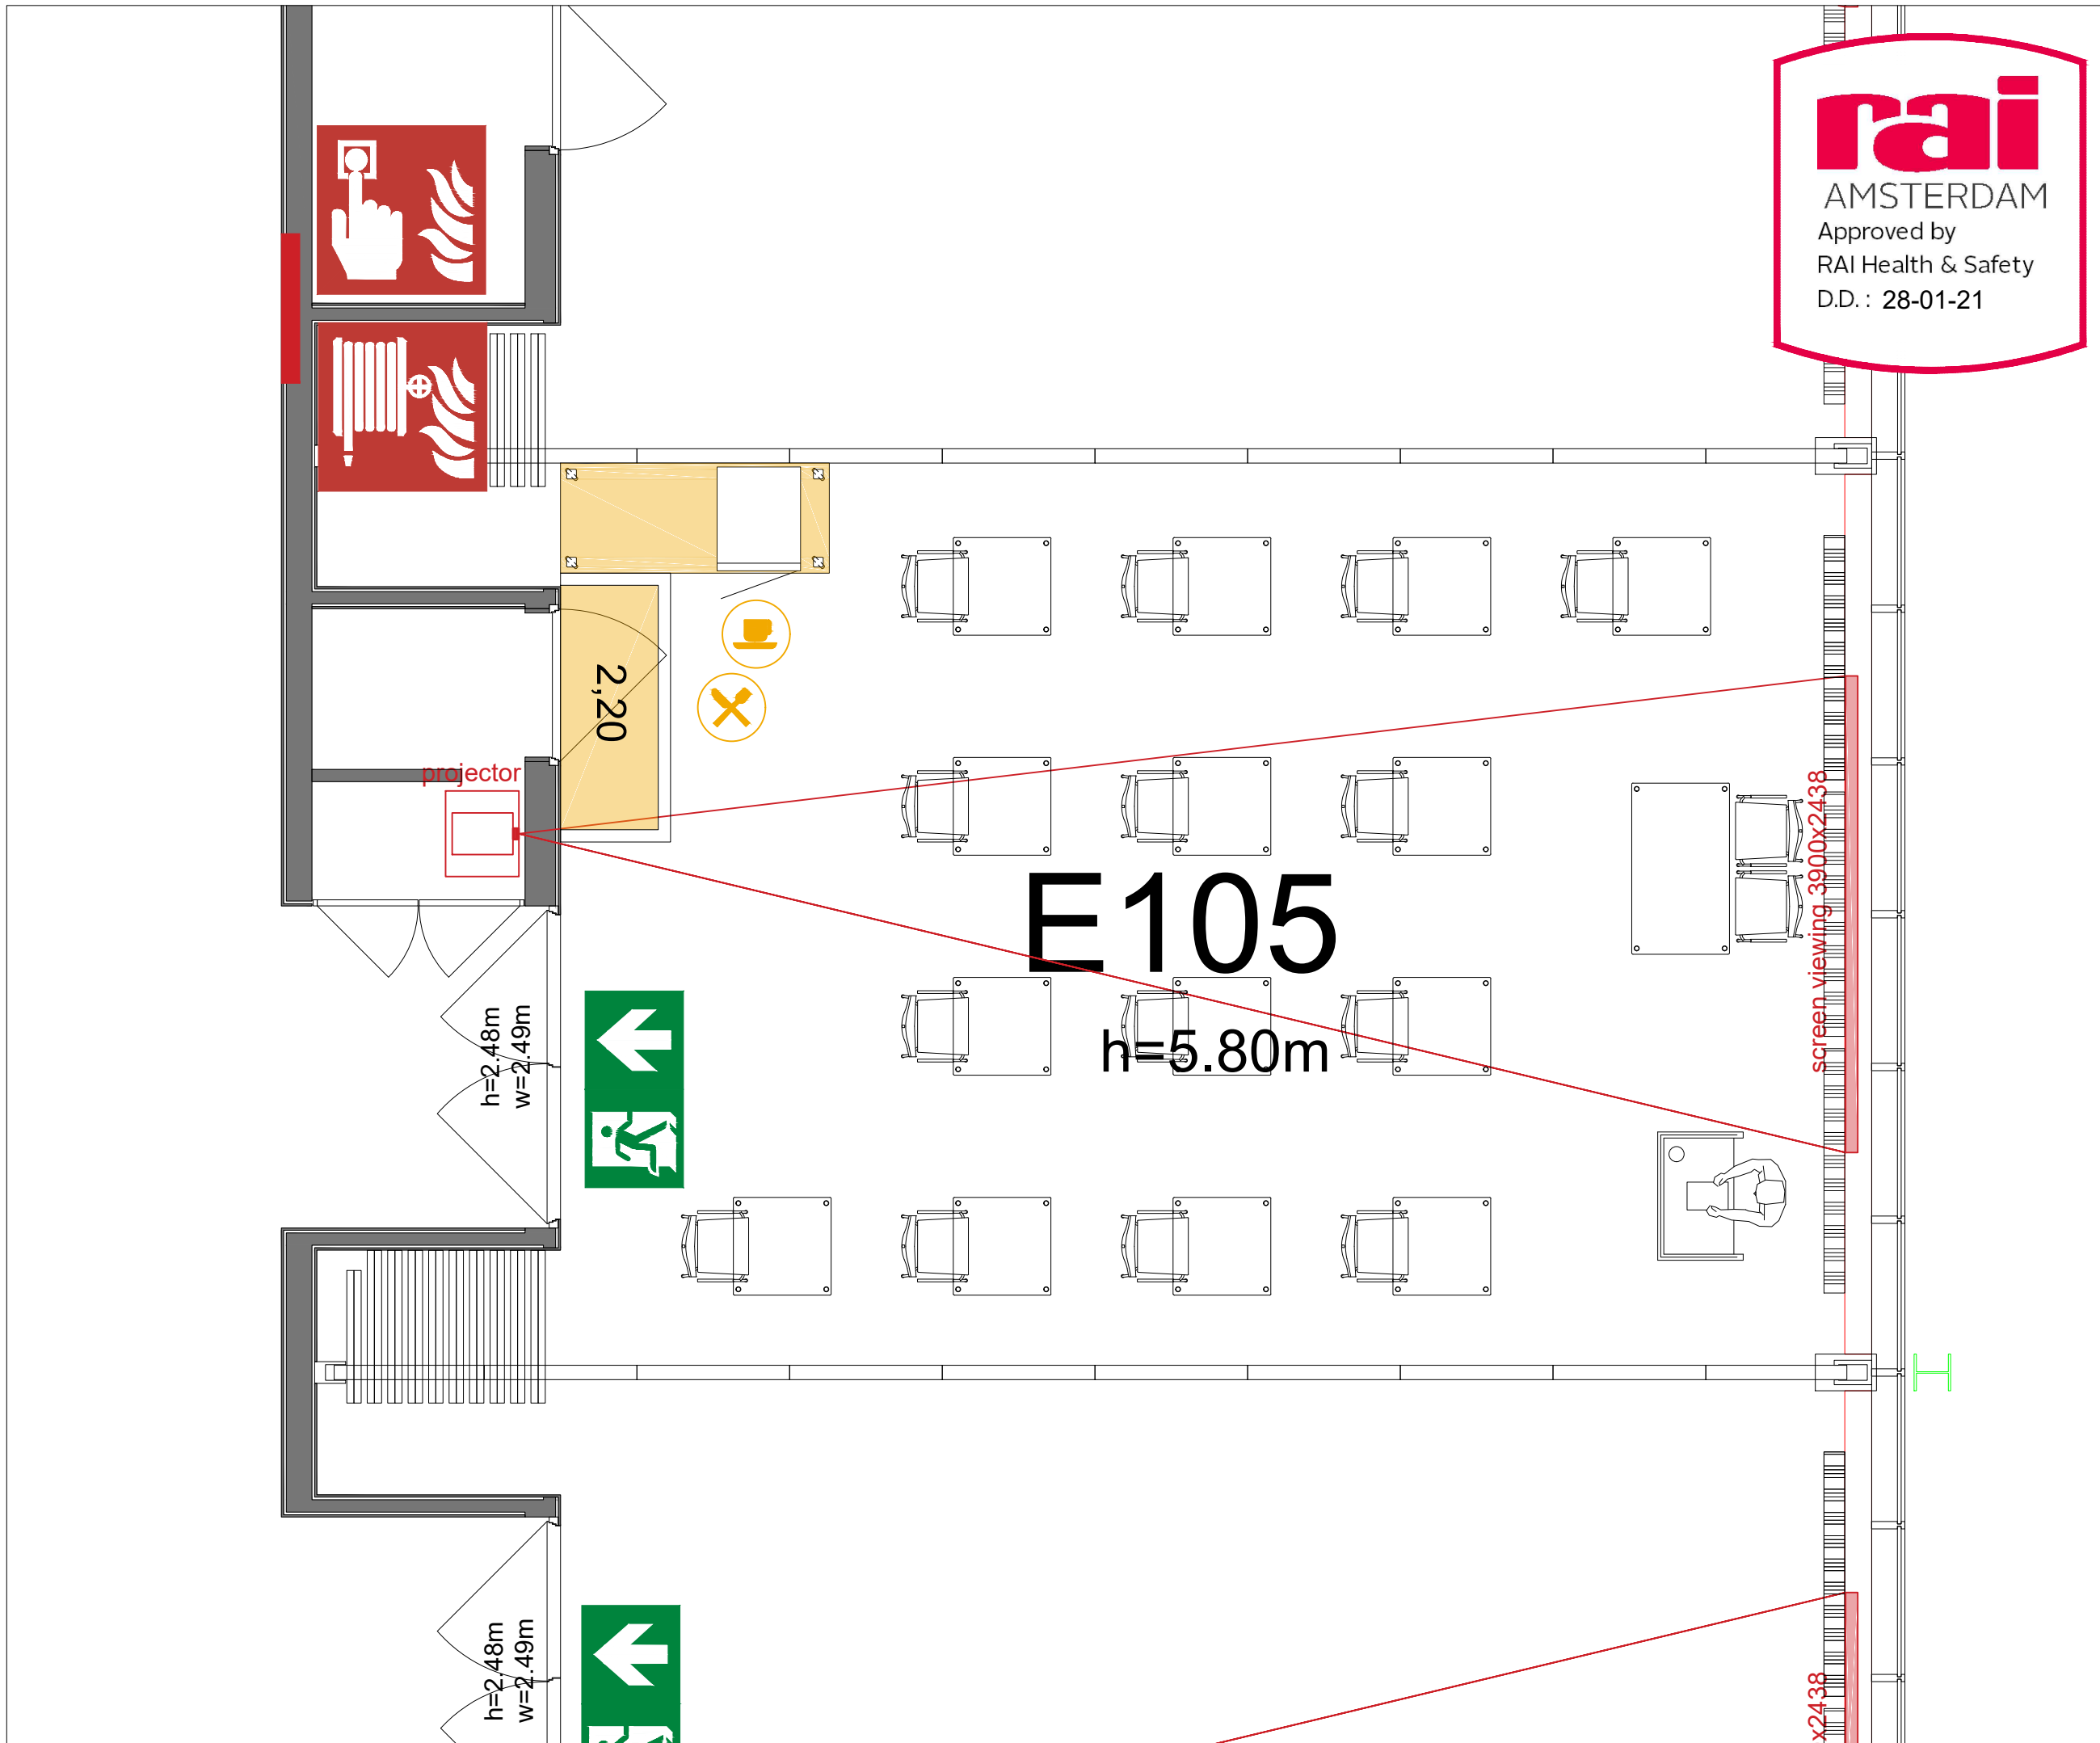 rai
AMSTERDAM
Approved by
RAI Health & Safety
D.D. : 28-01-21
2,20
projector
E105
h=5.80m
screen viewing 3900x2438
h=2.48m
w=2.49m
h=2.48m
w=2.49m
x2438